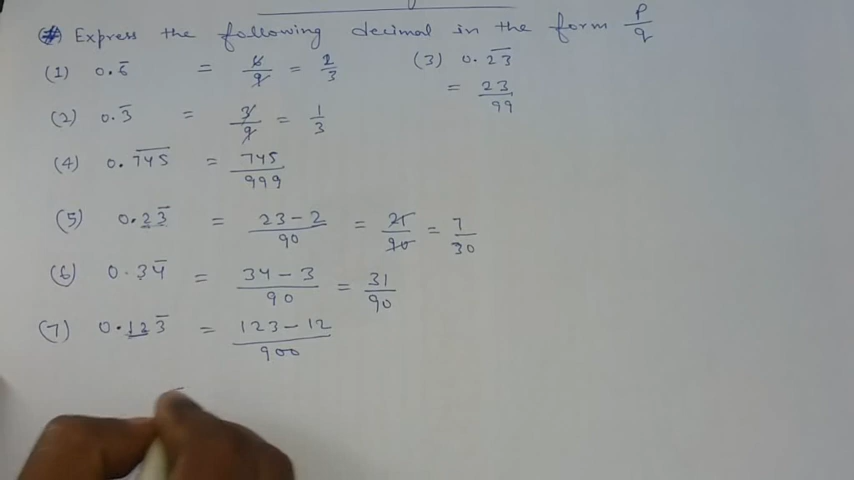 (#) Express the following decimal in the form p/q
(1) 0.6̅ = 6/9 = 2/3
(3) 0.2̅3̅
= 23/99
(2) 0.3̅ = 3/9 = 1/3
(4) 0.7̅4̅5̅ = 745/999
(5) 0.23̅ = 23-2/90 = 21/90 = 7/30
(6) 0.34̅ = 34-3/90 = 31/90
(7) 0.123̅ = 123-12/900